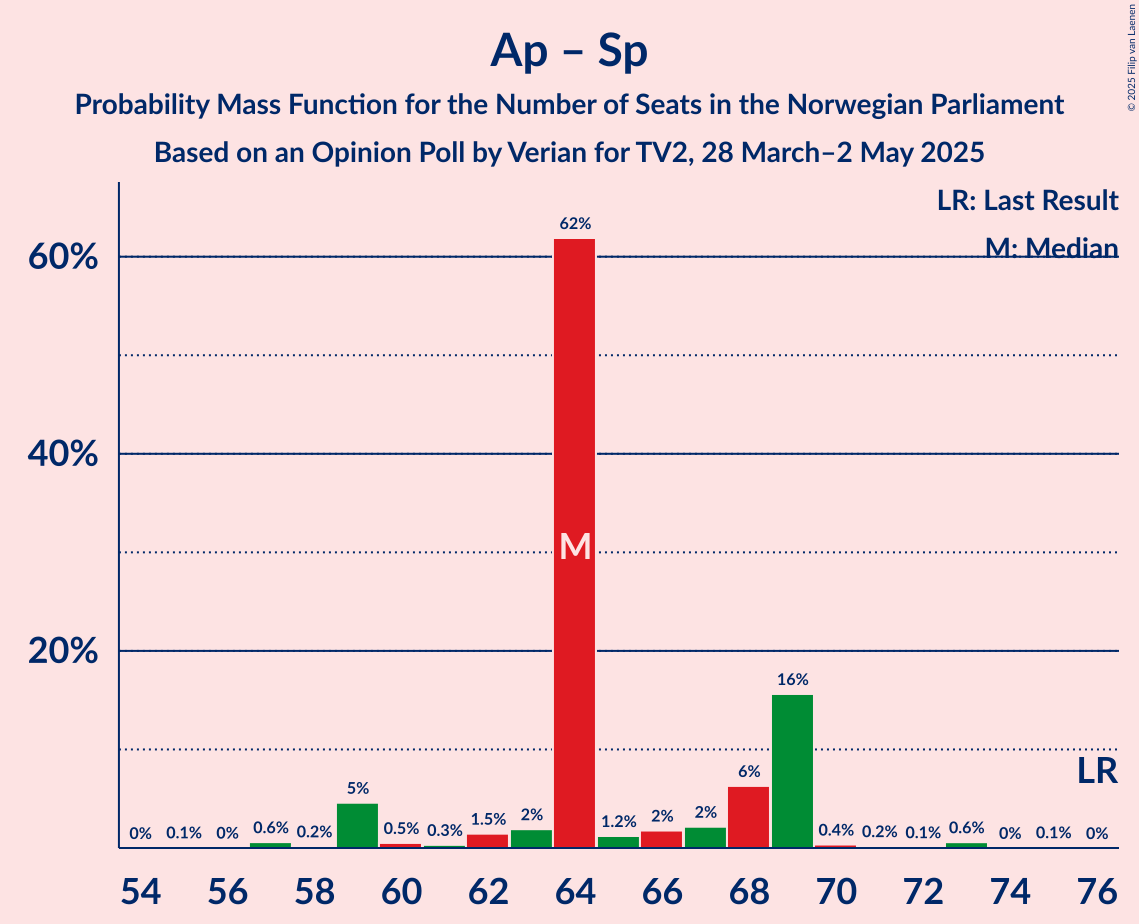 Ap – Sp
Probability Mass Function for the Number of Seats in the Norwegian Parliament
Based on an Opinion Poll by Verian for TV2, 28 March–2 May 2025
© 2025 Filip van Laenen
LR: Last Result
M: Median
60%
40%
20%
0% 0.1% 0% 0.6% 0.2% 5% 0.5% 0.3% 1.5% 2% 62% 1.2% 2% 2% 6% 16% 0.4% 0.2% 0.1% 0.6% 0% 0.1% 0%
M
LR
54 56 58 60 62 64 66 68 70 72 74 76